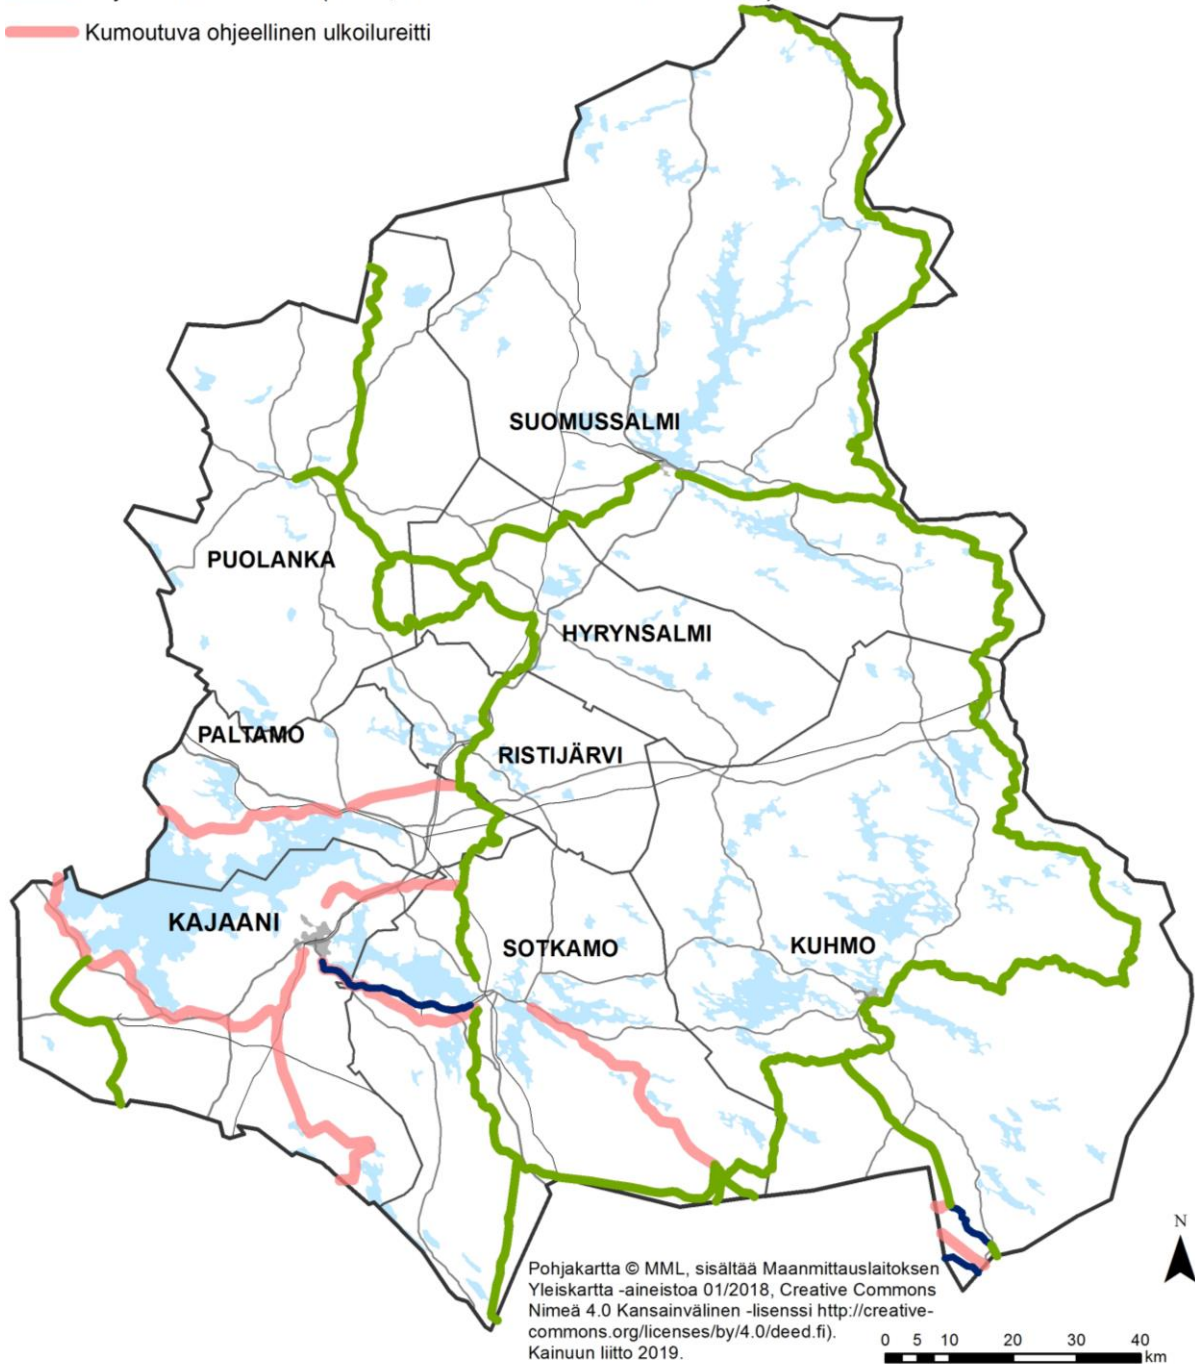 Kumoutuva ohjeellinen ulkoilureitti
SUOMUSSALMI
PUOLANKA
HYRYNSALMI
PALTAMO
RISTIJÄRVI
KAJAANI
SOTKAMO
KUHMO
Pohjakartta © MML, sisältää Maanmittauslaitoksen
Yleiskartta -aineistoa 01/2018, Creative Commons
Nimeä 4.0 Kansainvälinen -lisenssi http://creative-
commons.org/licenses/by/4.0/deed.fi).
Kainuun liitto 2019.
N
0 5 10 20 30 40
km